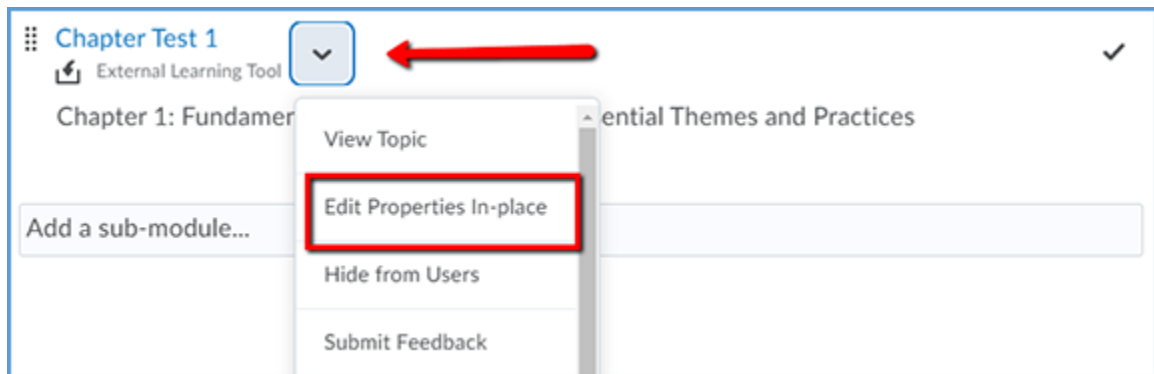 Chapter Test 1
External Learning Tool
Chapter 1: Fundamen ential Themes and Practices
View Topic
Edit Properties In-place
Add a sub-module...
Hide from Users
Submit Feedback